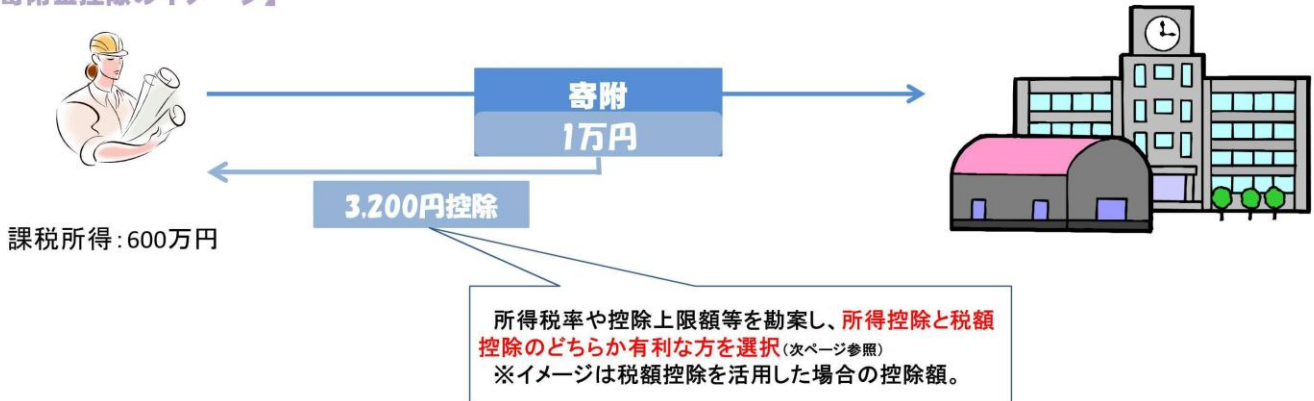 寄附
1万円
3,200円控除
課税所得:600万円
所得税率や控除上限額等を勘案し、所得控除と税額
控除のどちらか有利な方を選択(次ページ参照)
※イメージは税額控除を活用した場合の控除額。